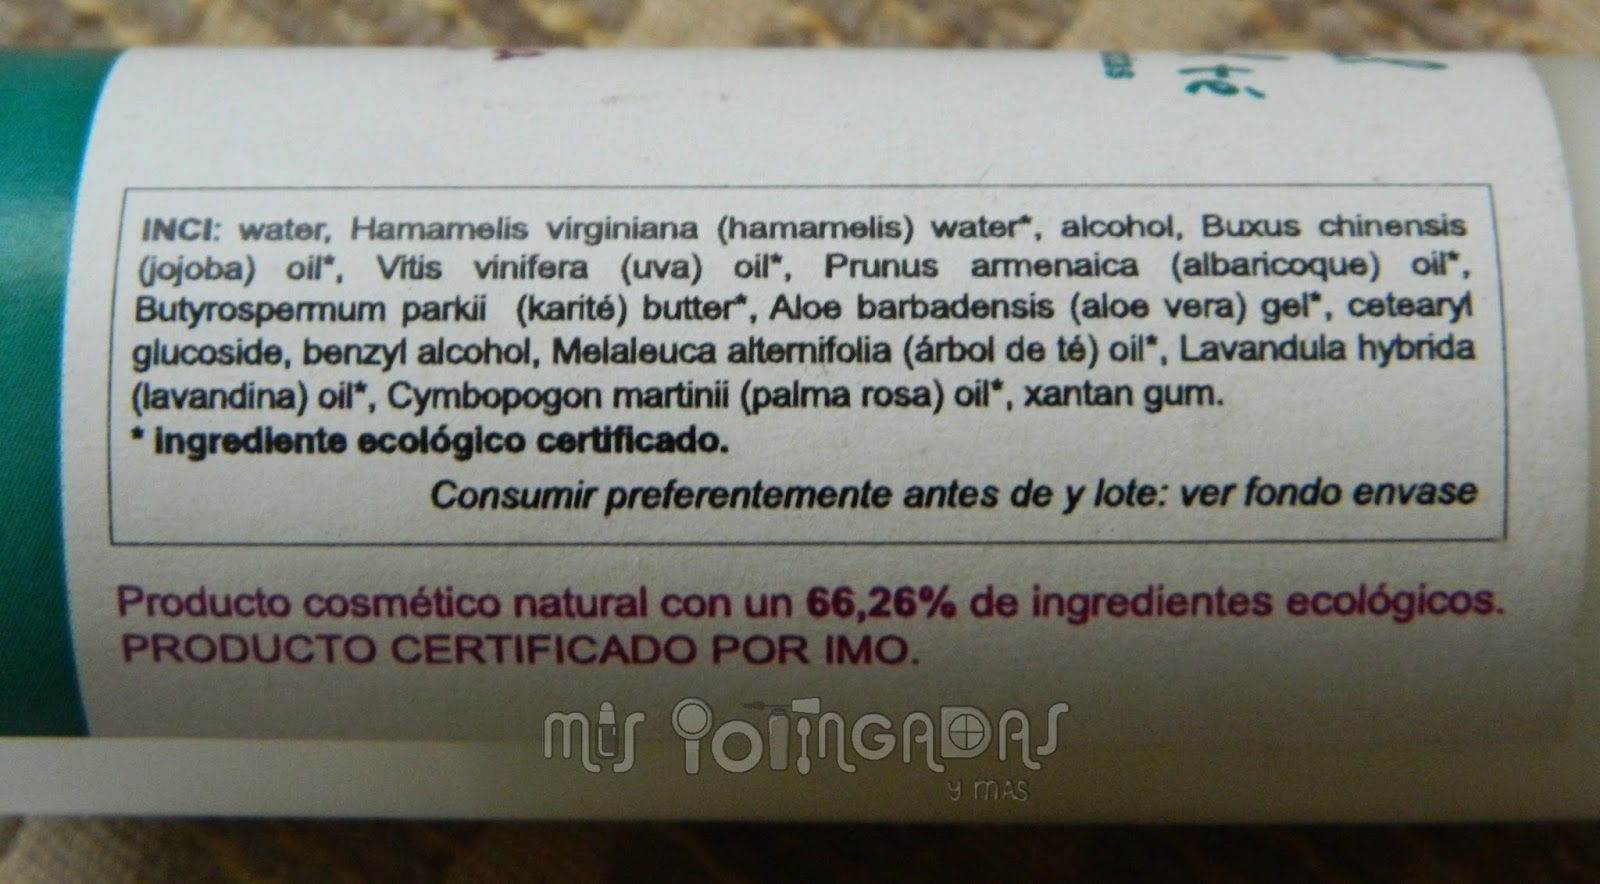 té
INCI: water, Hamamelis virginiana (hamamelis) water*, alcohol, Buxus chinensis
(jojoba) oil*, Vitis vinifera (uva) oil*, Prunus armenaica (albaricoque) oil*,
Butyrospermum parkii (karité) butter*, Aloe barbadensis (aloe vera) gel*, cetearyl
glucoside, benzyl alcohol, Melaleuca alternifolia (árbol de té) oil*, Lavandula hybrida
(lavandina) oil*, Cymbopogon martinii (palma rosa) oil*, xantan gum.
* ingrediente ecológico certificado.
Consumir preferentemente antes de y lote: ver fondo envase
Producto cosmético natural con un 66,26% de ingredientes ecológicos.
PRODUCTO CERTIFICADO POR IMO.
mis potingadas
y mas